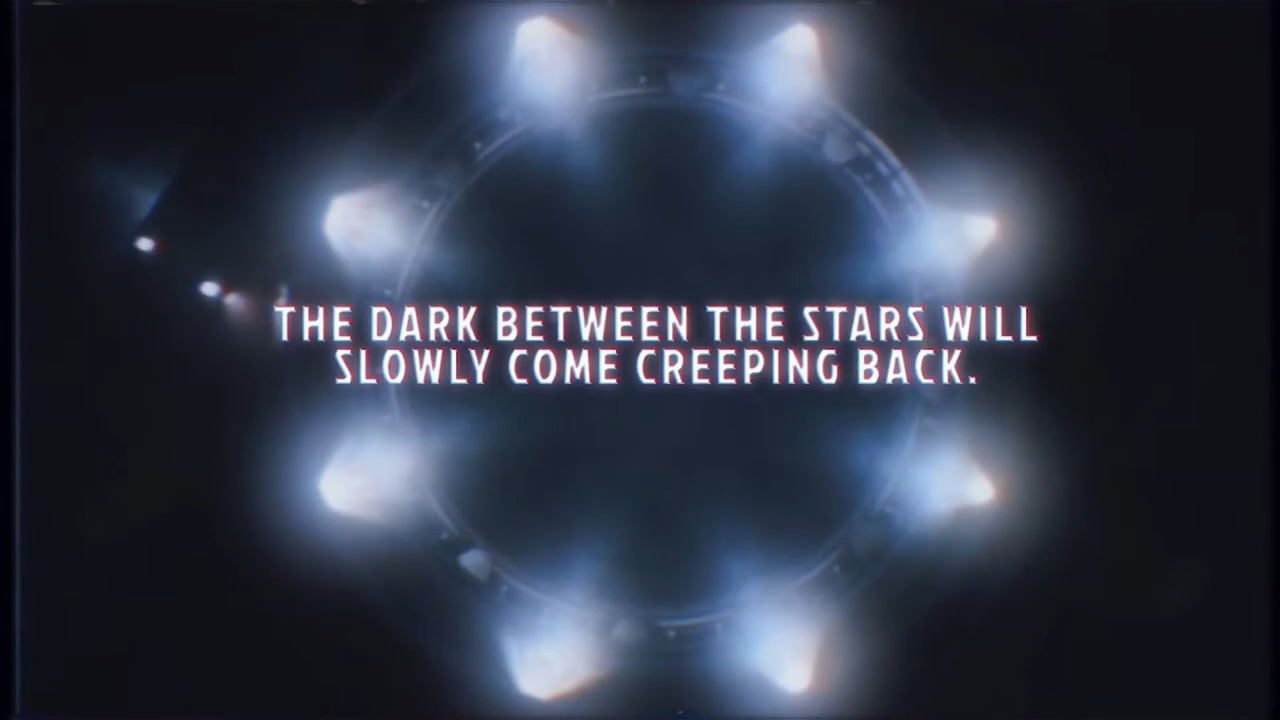 THE DARK BETWEEN THE STARS WILL
SLOWLY COME CREEPING BACK.